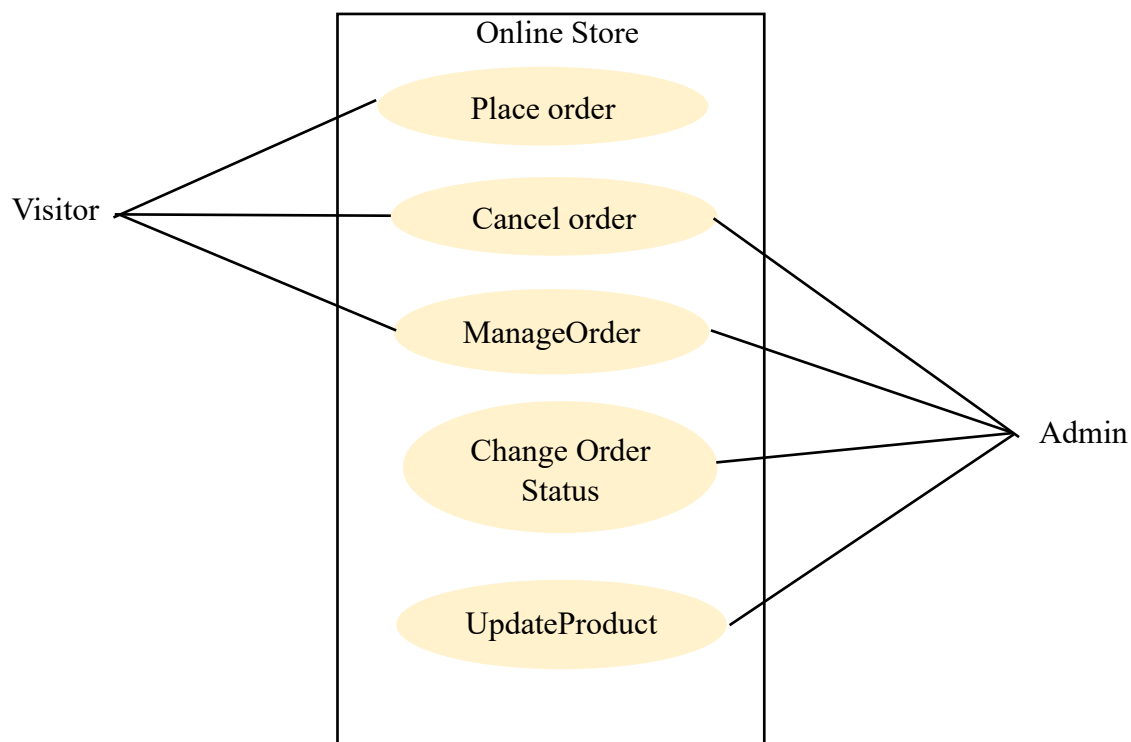 Online Store
Place order
Visitor
Cancel order
ManageOrder
Admin
Change Order
Status
UpdateProduct